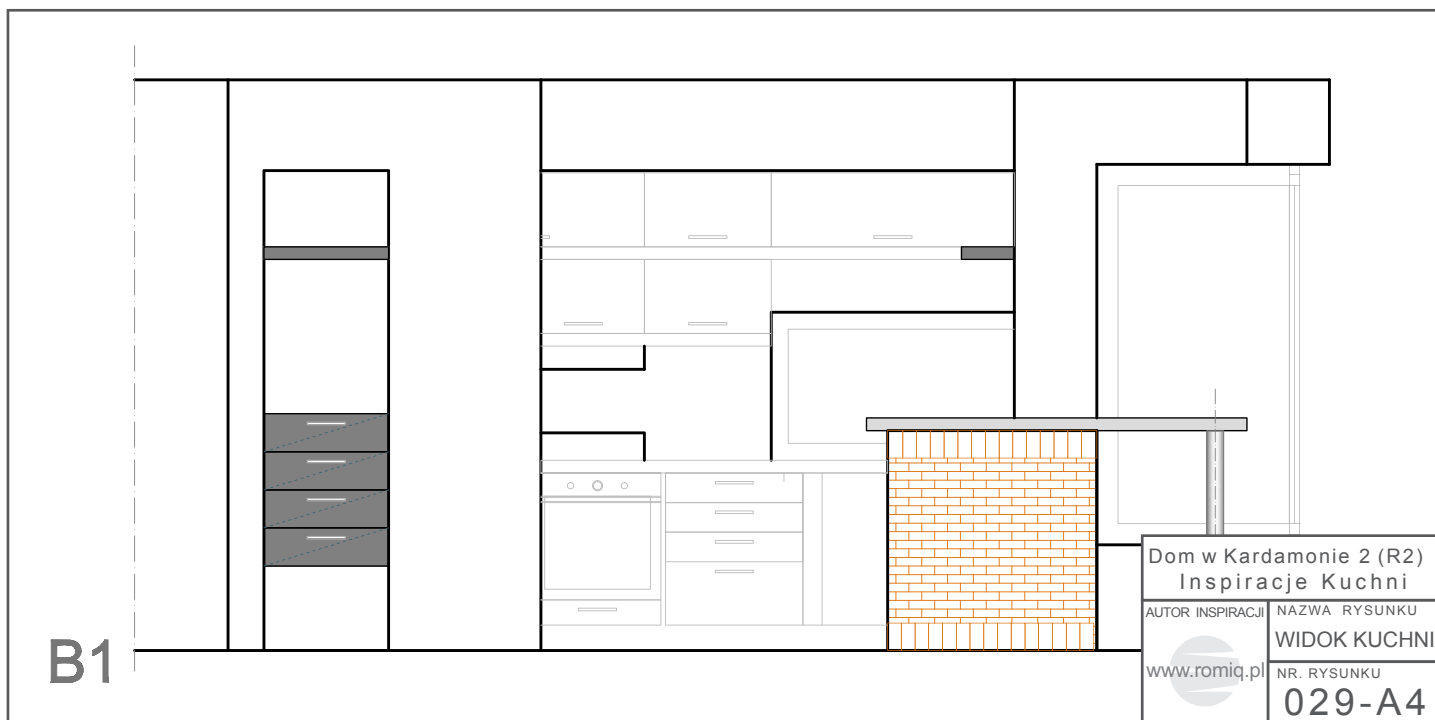 B1
Dom w Kardamonie 2 (R2)
Inspiracje Kuchni
AUTOR INSPIRACJI
www.romiq.pl
NAZWA RYSUNKU
WIDOK KUCHNI
NR. RYSUNKU
029-A4